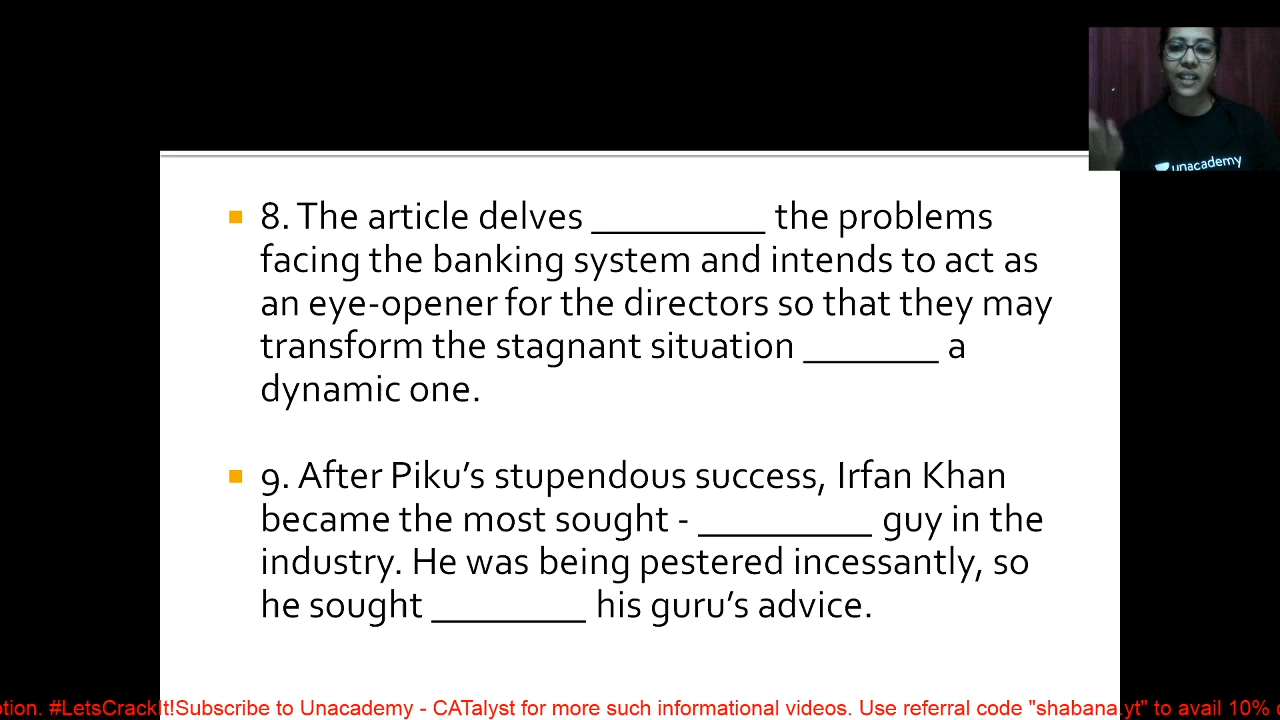 unacademy
8. The article delves __________ the problems
facing the banking system and intends to act as
an eye-opener for the directors so that they may
transform the stagnant situation ________ a
dynamic one.
9. After Piku’s stupendous success, Irfan Khan
became the most sought - __________ guy in the
industry. He was being pestered incessantly, so
he sought _________ his guru’s advice.
otion. #LetsCrackIt!Subscribe to Unacademy - CATalyst for more such informational videos. Use referral code "shabana.yt" to avail 10%